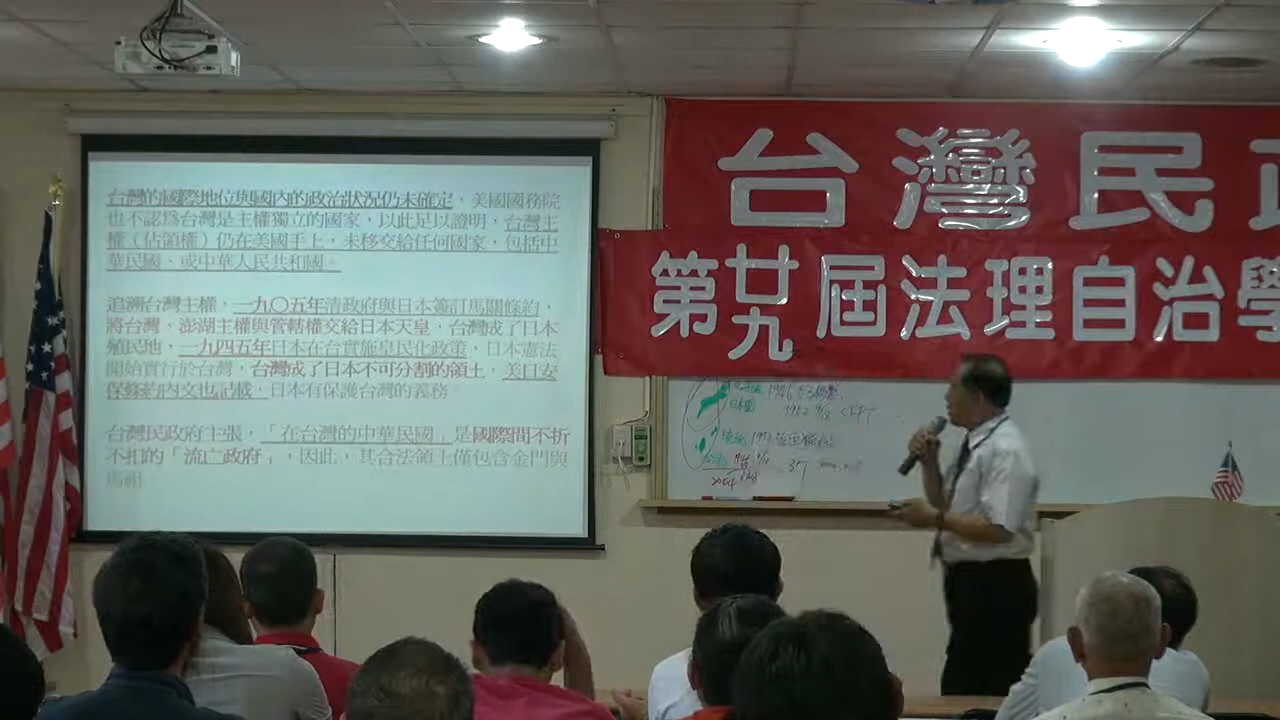 台灣的國際地位與國內的政治狀況仍未確定，美國國務院
也不認為台灣是主權獨立的國家，以此足以證明，台灣主
權（佔領權）仍在美國手上，未移交給任何國家，包括中
華民國、或中華人民共和國。
追溯台灣主權，一九〇五年清政府與日本簽訂馬關條約，
將台灣，澎湖主權與管轄權交給日本天皇，台灣成了日本
殖民地，一九四五年日本在台實施皇民化政策，日本憲法
開始實行於台灣，台灣成了日本不可分割的領土，美日安
保條約內文也記載，日本有保護台灣的義務
台灣民政府主張，「在台灣的中華民國」是國際間不折
不扣的「流亡政府」，因此，其合法領土僅包含金門與
馬祖
台灣民政
第廿九屆法理自治學
日本國
1952